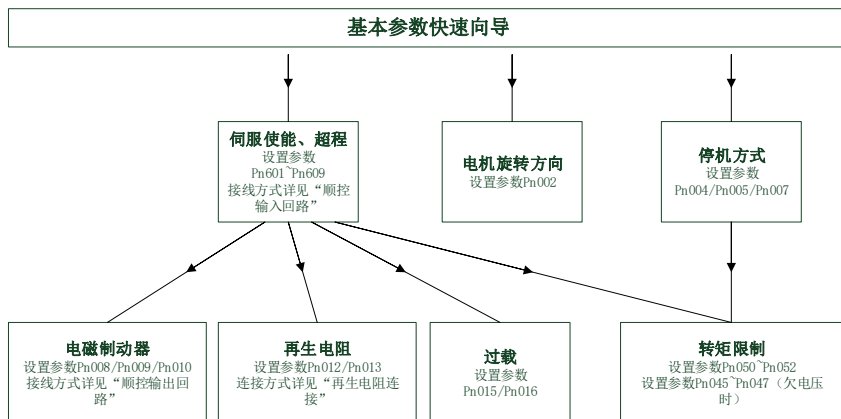 基本参数快速向导
伺服使能、超程
设置参数
Pn601~Pn609
接线方式详见“顺控
输入回路”
电机旋转方向
设置参数Pn002
停机方式
设置参数
Pn004/Pn005/Pn007
电磁制动器
设置参数Pn008/Pn009/Pn010
接线方式详见“顺控输出回
路”
再生电阻
设置参数Pn012/Pn013
连接方式详见“再生电阻连
接”
过载
设置参数
Pn015/Pn016
转矩限制
设置参数Pn050~Pn052
设置参数Pn045~Pn047（欠电压
时）